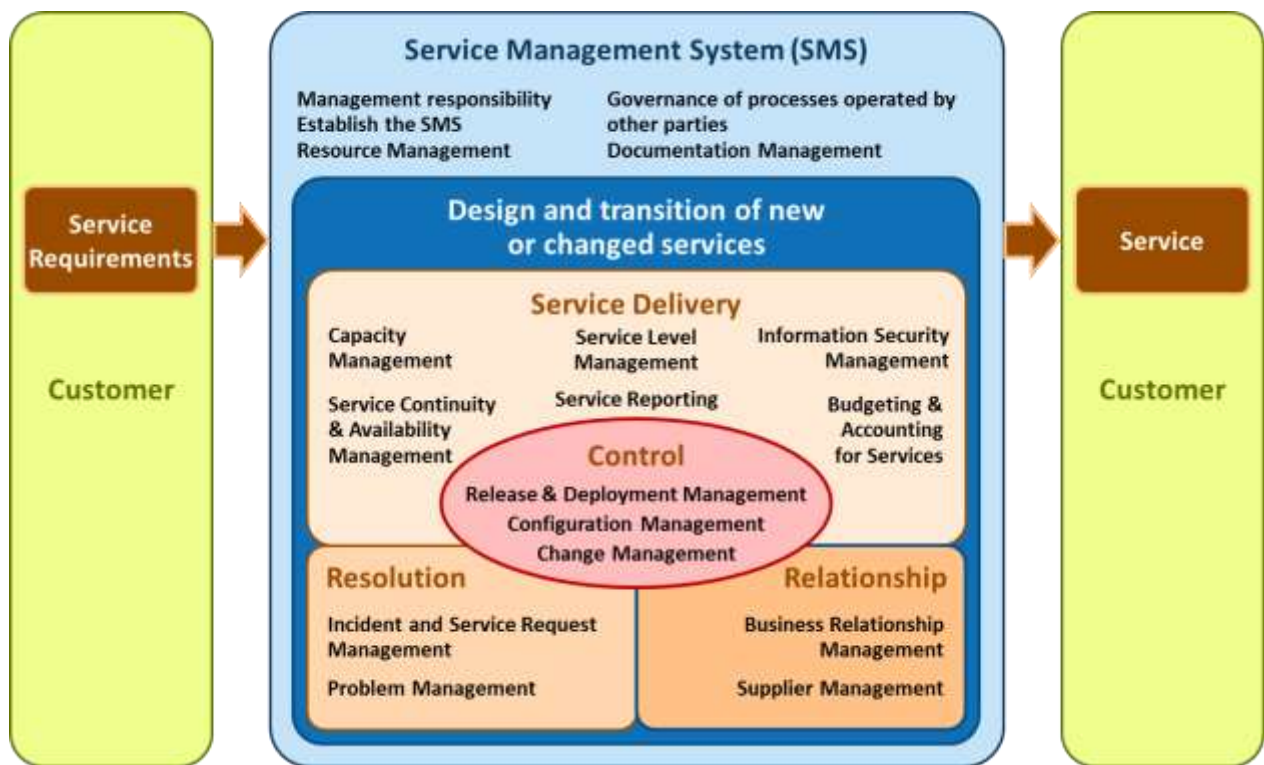 Service Management System (SMS)
Management responsibility
Establish the SMS
Resource Management
Governance of processes operated by
other parties
Documentation Management
Service
Requirements
Customer
Design and transition of new
or changed services
Service Delivery
Capacity
Management
Service Level
Management
Information Security
Management
Service Continuity
& Availability
Management
Service Reporting
Budgeting &
Accounting
for Services
Control
Release & Deployment Management
Configuration Management
Change Management
Resolution
Incident and Service Request
Management
Problem Management
Relationship
Business Relationship
Management
Supplier Management
Service
Customer